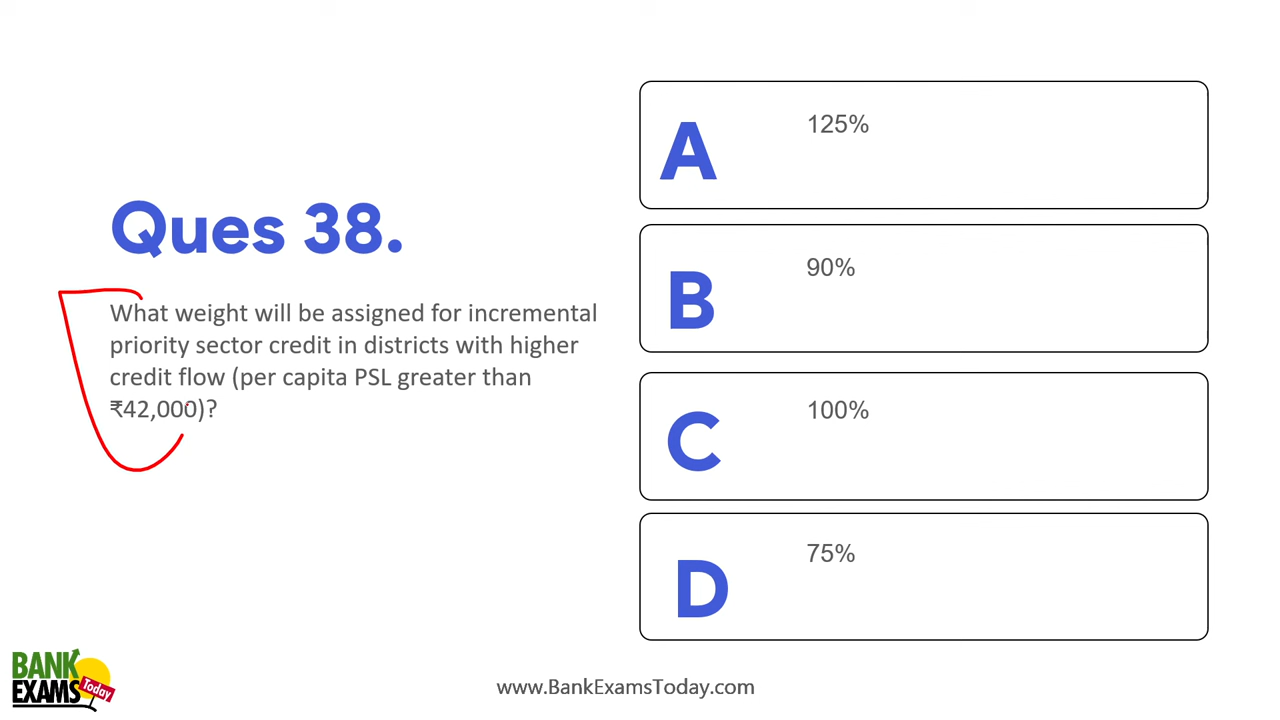 Ques 38.
What weight will be assigned for incremental
priority sector credit in districts with higher
credit flow (per capita PSL greater than
₹42,000)?
A
125%
B
90%
C
100%
D
75%
BANK
EXAMS
Today
www.BankExamsToday.com